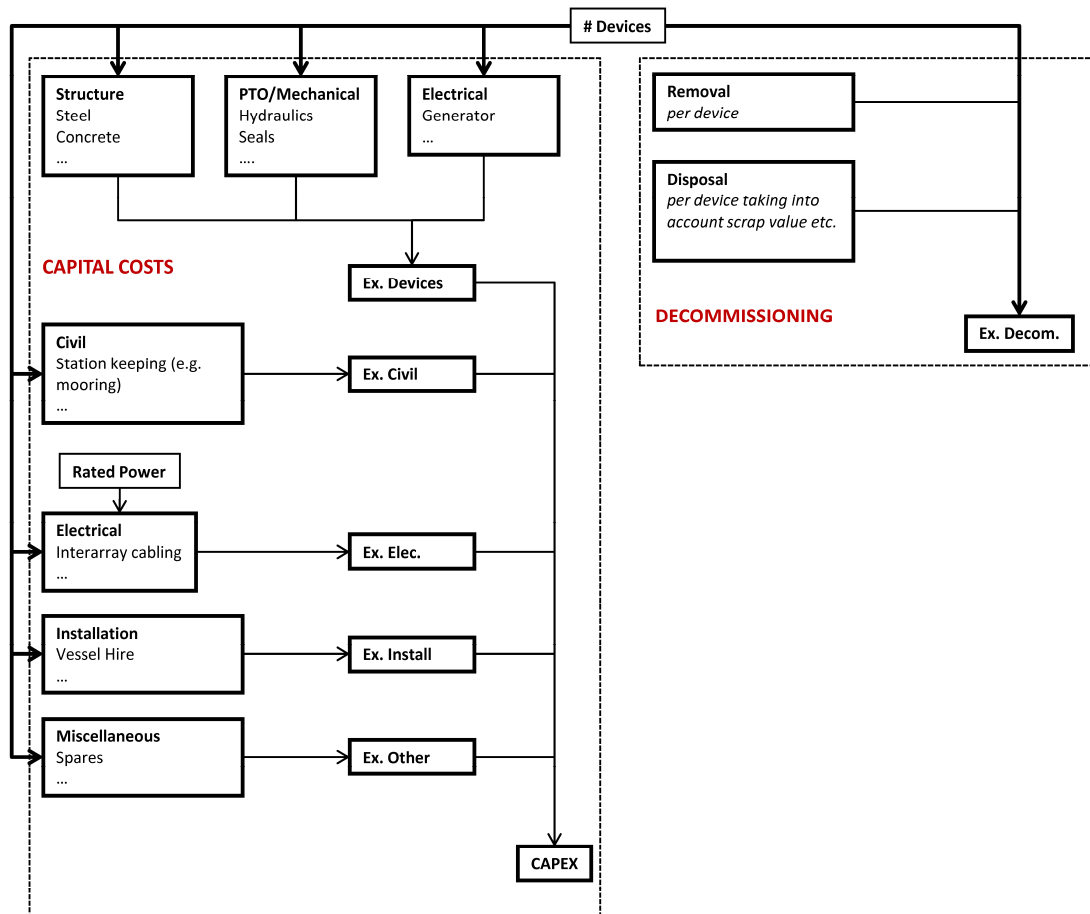 # Devices
Structure
Steel
Concrete
...
PTO/Mechanical
Hydraulics
Seals
....
Electrical
Generator
...
Removal
per device
Disposal
per device taking into
account scrap value etc.
CAPITAL COSTS
Ex. Devices
DECOMMISSIONING
Ex. Decom.
Civil
Station keeping (e.g.
mooring)
...
Ex. Civil
Rated Power
Electrical
Interarray cabling
...
Ex. Elec.
Installation
Vessel Hire
...
Ex. Install
Miscellaneous
Spares
...
Ex. Other
CAPEX